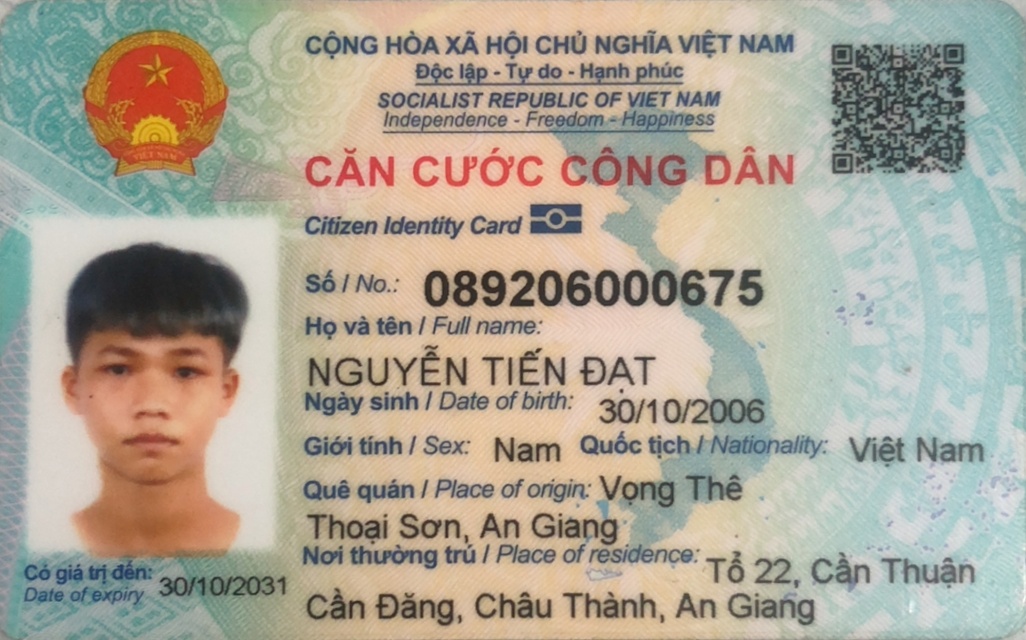 CỘNG HÒA XÃ HỘI CHỦ NGHĨA VIỆT NAM
Độc lập - Tự do - Hạnh phúc
SOCIALIST REPUBLIC OF VIET NAM
Independence - Freedom - Happiness
CĂN CƯỚC CÔNG DÂN
Citizen Identity Card
Số / No.: 089206000675
Họ và tên / Full name:
NGUYỄN TIẾN ĐẠT
Ngày sinh / Date of birth: 30/10/2006
Giới tính / Sex: Nam Quốc tịch / Nationality: Việt Nam
Quê quán / Place of origin: Vọng Thê
Thoại Sơn, An Giang
Nơi thường trú / Place of residence: Tổ 22, Cần Thuận
Cần Đăng, Châu Thành, An Giang
Có giá trị đến: 30/10/2031
Date of expiry
VIỆT NAM